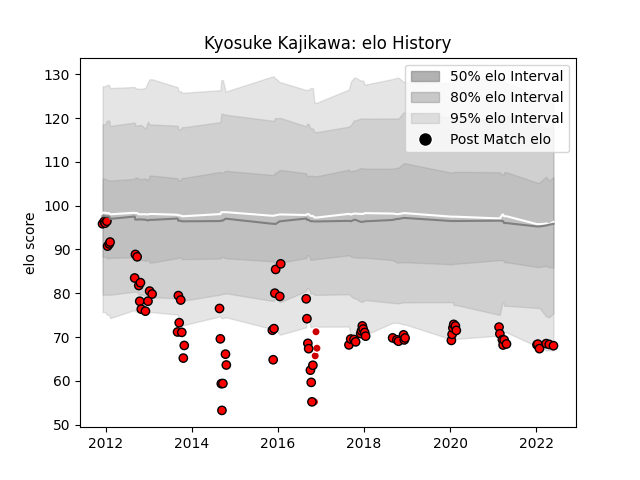 Kyosuke Kajikawa: elo History
50% elo Interval
80% elo Interval
95% elo Interval
Post Match elo
elo score
130
120
110
100
90
80
70
60
50
2012 2014 2016 2018 2020 2022